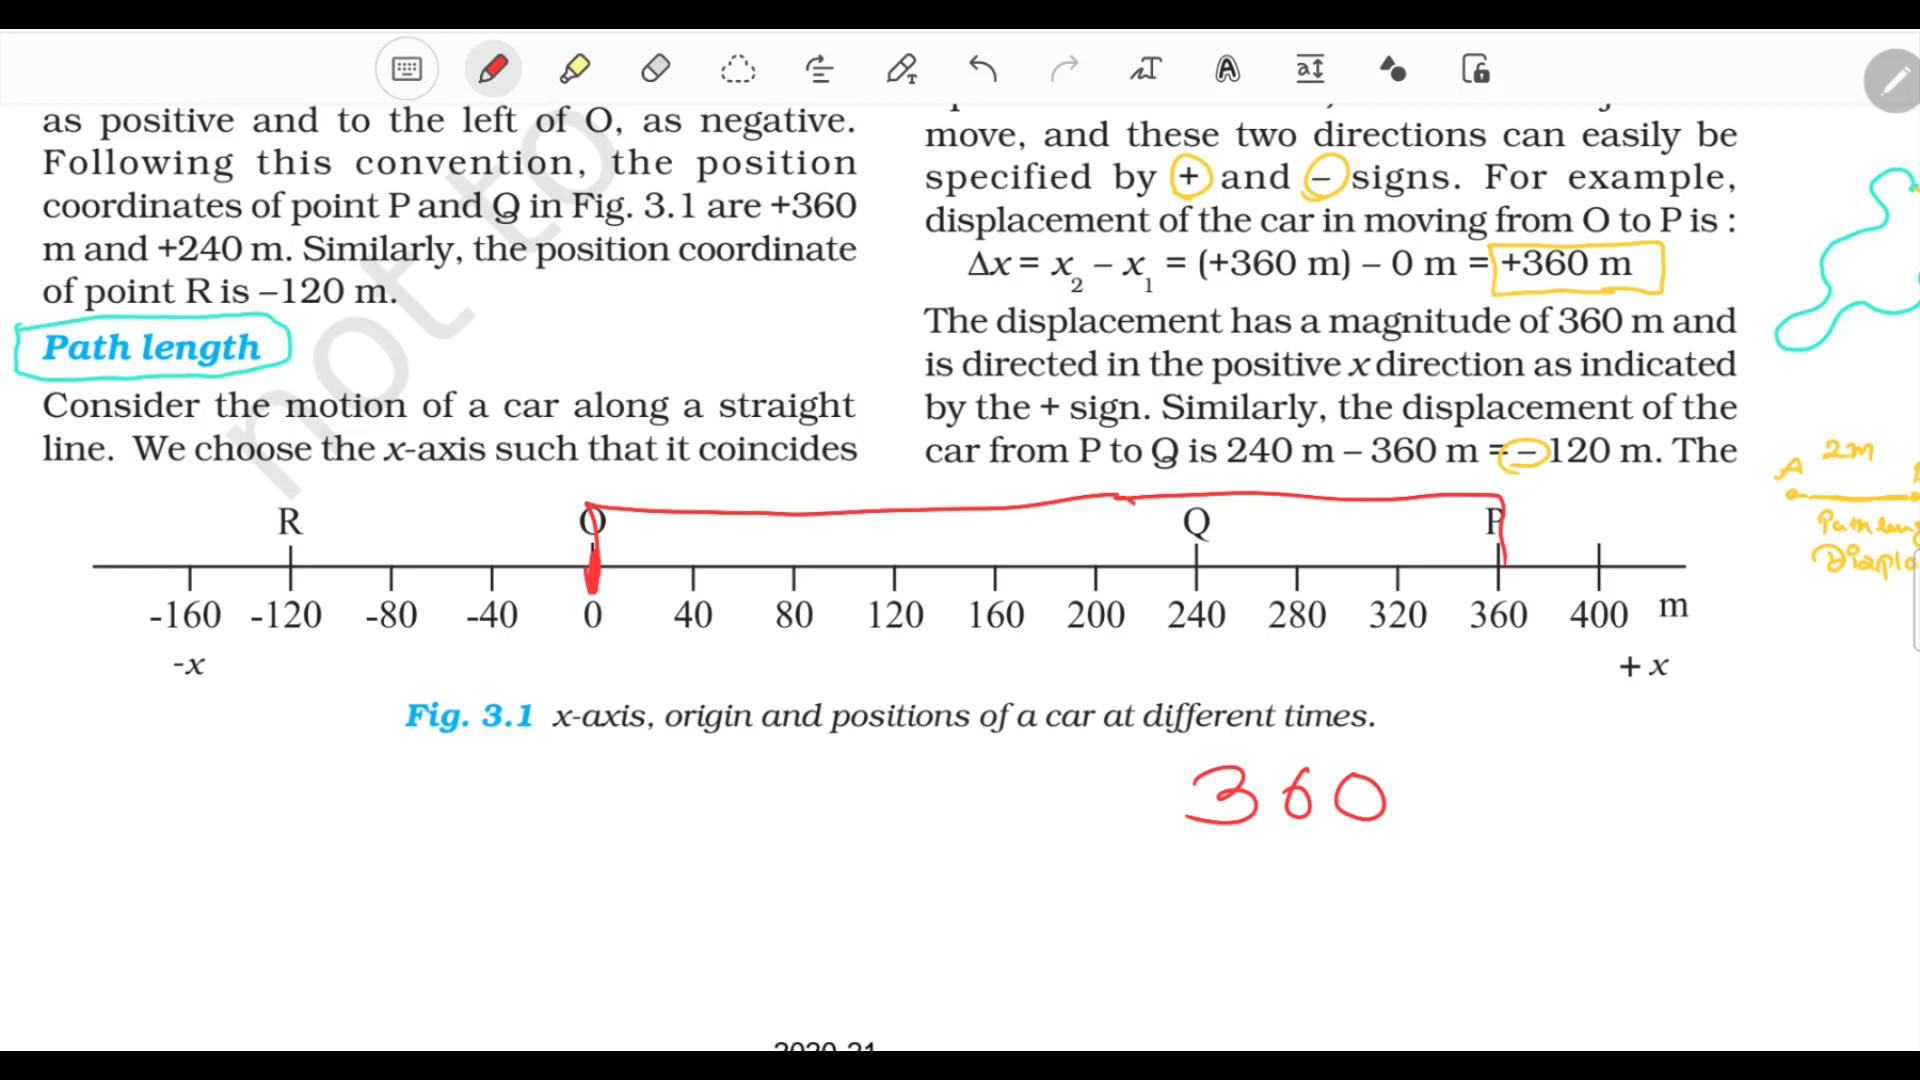 as positive and to the left of O, as negative.
Following this convention, the position
coordinates of point P and Q in Fig. 3.1 are +360
m and +240 m. Similarly, the position coordinate
of point R is –120 m.
Path length
Consider the motion of a car along a straight
line. We choose the x-axis such that it coincides
move, and these two directions can easily be
specified by + and – signs. For example,
displacement of the car in moving from O to P is :
Δx = x₂ – x₁ = (+360 m) – 0 m = +360 m
The displacement has a magnitude of 360 m and
is directed in the positive x direction as indicated
by the + sign. Similarly, the displacement of the
car from P to Q is 240 m – 360 m = – 120 m. The
A 2m
R O Q P
-160 -120 -80 -40 0 40 80 120 160 200 240 280 320 360 400 m
-x + x
Fig. 3.1 x-axis, origin and positions of a car at different times.
360
not to